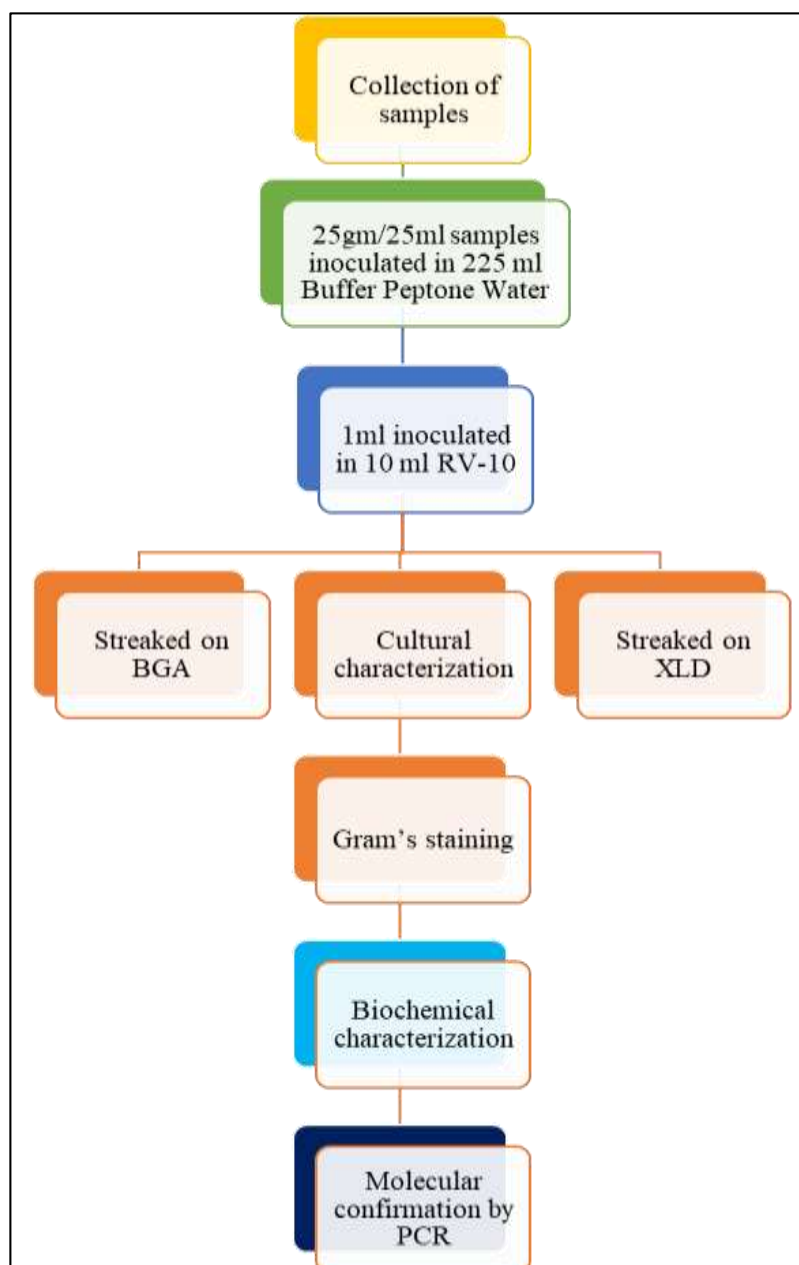 Collection of
samples
25gm/25ml samples
inoculated in 225 ml
Buffer Peptone Water
1ml inoculated
in 10 ml RV-10
Streaked on
BGA
Cultural
characterization
Streaked on
XLD
Gram’s staining
Biochemical
characterization
Molecular
confirmation by
PCR